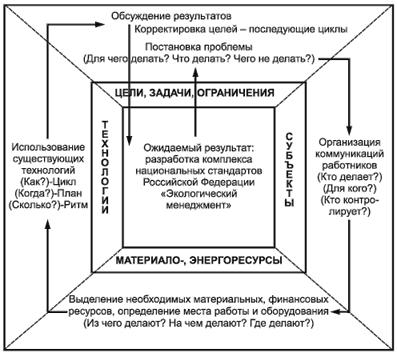 Обсуждение результатов
Корректировка целей – последующие циклы
Постановка проблемы
(Для чего делать? Что делать? Чего не делать?)
ЦЕЛИ, ЗАДАЧИ, ОГРАНИЧЕНИЯ
Использование
существующих
технологий
(Как?)-Цикл
(Когда?)-План
(Сколько?)-Ритм
ТЕХНОЛОГИИ
Ожидаемый результат:
разработка комплекса
национальных стандартов
Российской Федерации
«Экологический
менеджмент»
СУБЪЕКТЫ
Организация
коммуникаций
работников
(Кто делает?)
(Для кого?)
(Кто контро-
лирует?)
МАТЕРИАЛО-, ЭНЕРГОРЕСУРСЫ
Выделение необходимых материальных, финансовых
ресурсов, определение места работы и оборудования
(Из чего делают? На чем делают? Где делают?)